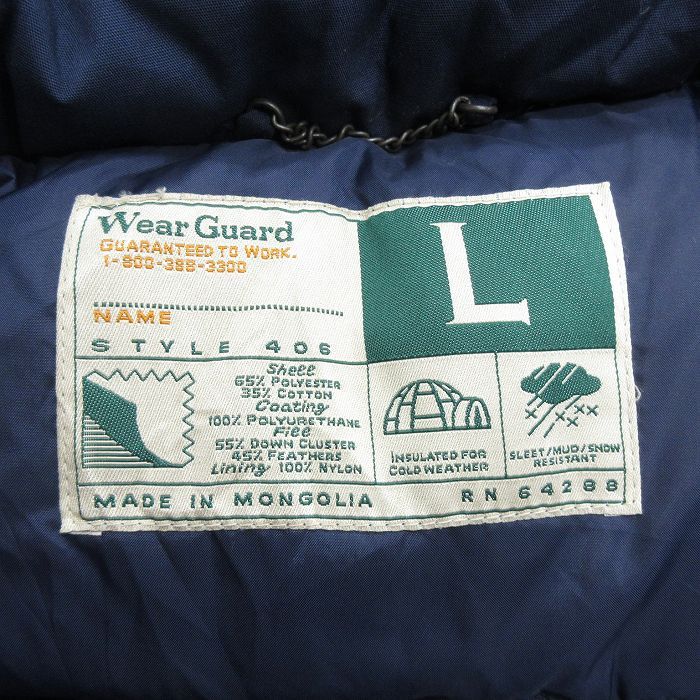 Wear Guard
GUARANTEED TO WORK.
1-800-388-3300
NAME
STYLE 406
L
Shell
65% POLYESTER
35% COTTON
Coating
100% POLYURETHANE
Fiee
55% DOWN CLUSTER
45% FEATHERS
Lining 100% NYLON
INSULATED FOR
COLD WEATHER
SLEET/MUD/SNOW
RESISTANT
MADE IN MONGOLIA
RN 64288